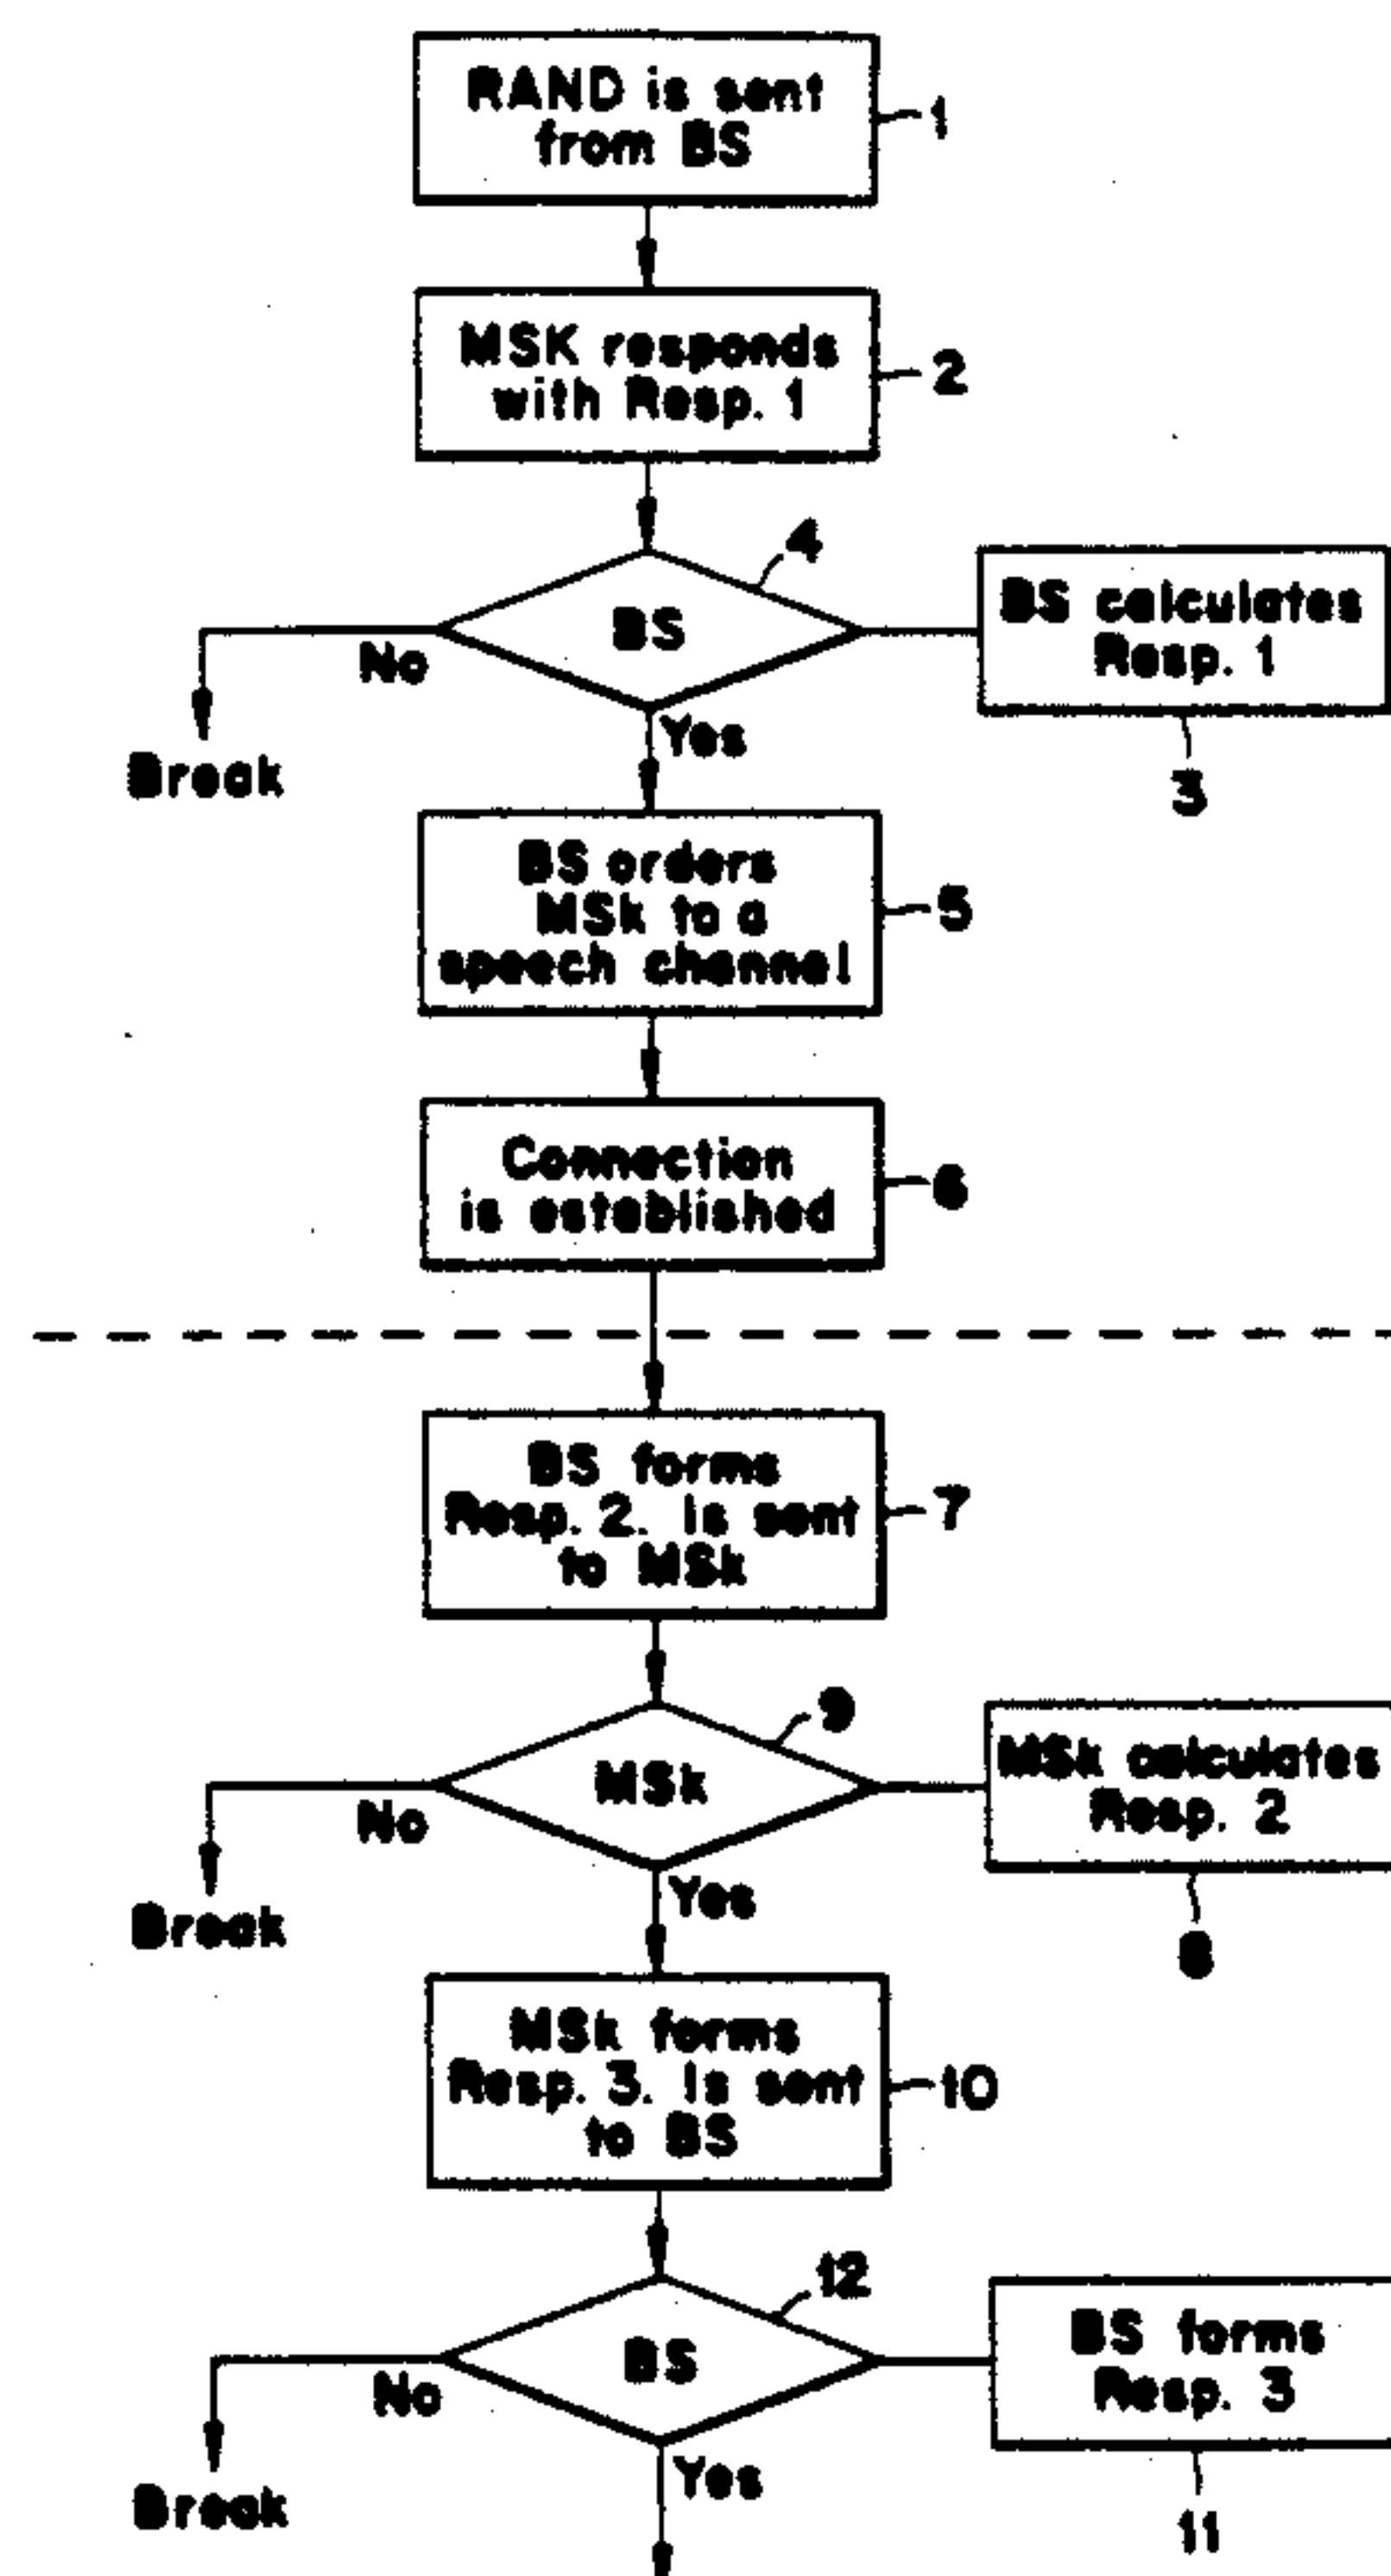 RAND is sent
from BS
1
MSK responds
with Resp. 1
2
4
BS
No
Yes
Break
BS calculates
Resp. 1
3
BS orders
MSk to a
speech channel
5
Connection
is established
6
BS forms
Resp. 2. Is sent
to MSk
7
9
MSk
No
Yes
Break
MSk calculates
Resp. 2
8
MSk forms
Resp. 3. Is sent
to BS
10
12
BS
No
Yes
Break
BS forms
Resp. 3
11